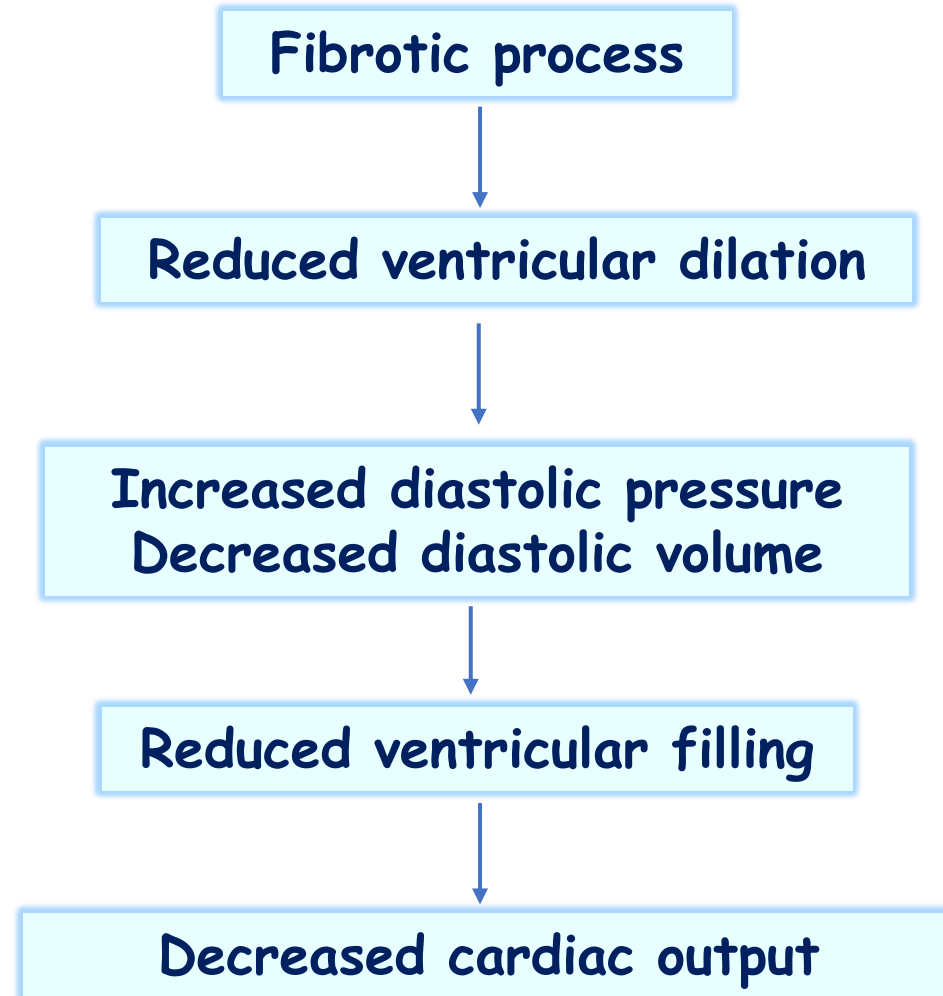 Fibrotic process
Reduced ventricular dilation
Increased diastolic pressure
Decreased diastolic volume
Reduced ventricular filling
Decreased cardiac output